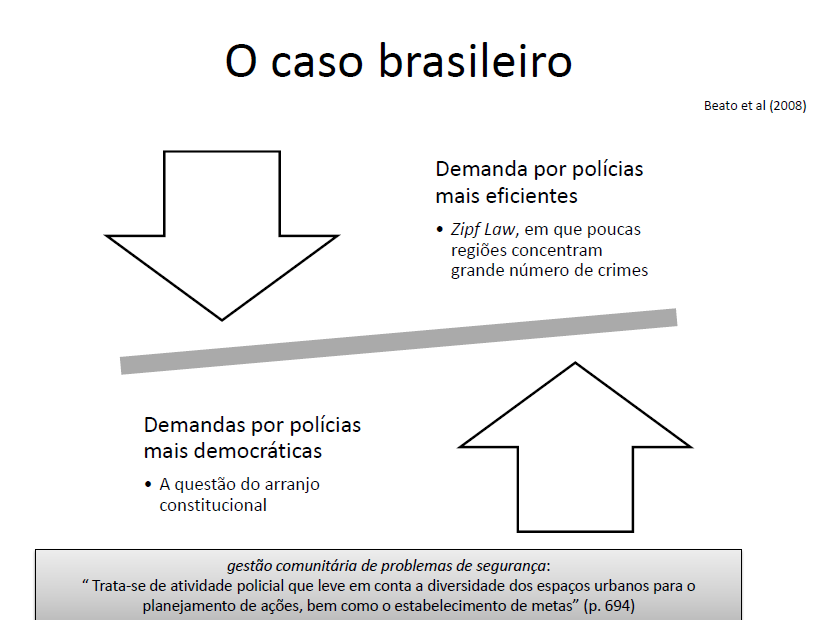 O caso brasileiro
Beato et al (2008)
Demanda por polícias
mais eficientes
• Zipf Law, em que poucas
regiões concentram
grande número de crimes
Demandas por polícias
mais democráticas
• A questão do arranjo
constitucional
gestão comunitária de problemas de segurança:
“ Trata-se de atividade policial que leve em conta a diversidade dos espaços urbanos para o
planejamento de ações, bem como o estabelecimento de metas” (p. 694)